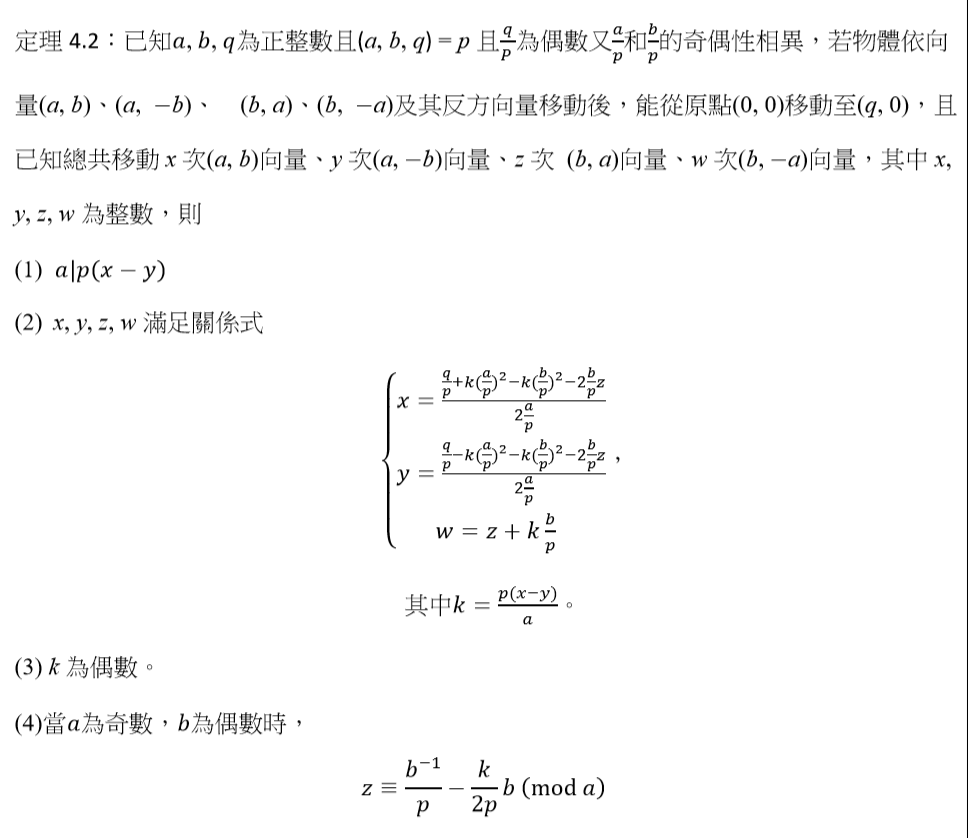 定理 4.2：已知a, b, q為正整數且(a, b, q) = p 且\frac{q}{p}為偶數又\frac{a}{p}和\frac{b}{p}的奇偶性相異，若物體依向
量(a, b)、(a, −b)、 (b, a)、(b, −a)及其反方向量移動後，能從原點(0, 0)移動至(q, 0)，且
已知總共移動 x 次(a, b)向量、y 次(a, −b)向量、z 次 (b, a)向量、w 次(b, −a)向量，其中 x,
y, z, w 為整數，則
(1) a|p(x − y)
(2) x, y, z, w 滿足關係式
\begin{cases} x = \frac{\frac{q}{p}+k(\frac{a}{p})^2-k(\frac{b}{p})^2-2\frac{b}{p}z}{2\frac{a}{p}} \\ y = \frac{\frac{q}{p}-k(\frac{a}{p})^2-k(\frac{b}{p})^2-2\frac{b}{p}z}{2\frac{a}{p}} \\ w = z + k\frac{b}{p} \end{cases}，
其中k = \frac{p(x-y)}{a}。
(3) k 為偶數。
(4)當a為奇數，b為偶數時，
z ≡ \frac{b^{-1}}{p} − \frac{k}{2p}b (mod a)